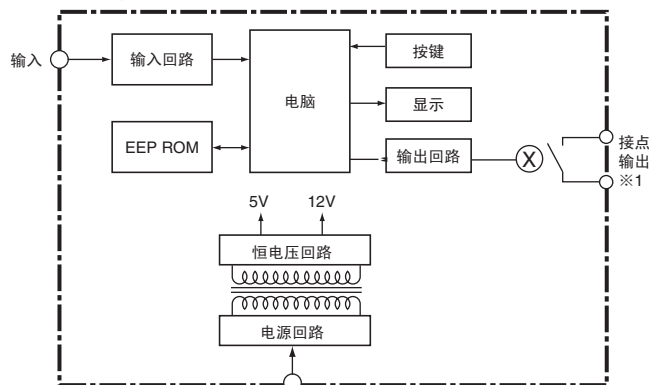 输入
输入回路
电脑
按键
显示
EEP ROM
输出回路
X
接点
输出
※1
5V
12V
恒电压回路
电源回路